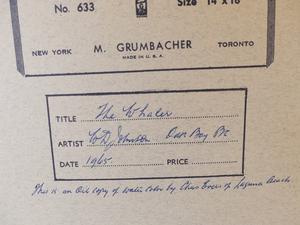 No. 633 Size 14 x 18
NEW YORK M. GRUMBACHER TORONTO
MADE IN U.S.A.
TITLE The Whaler
ARTIST W D Johnson
DATE 1965 PRICE
This is an Oil copy of water color by Chas Evers of Laguna Beach